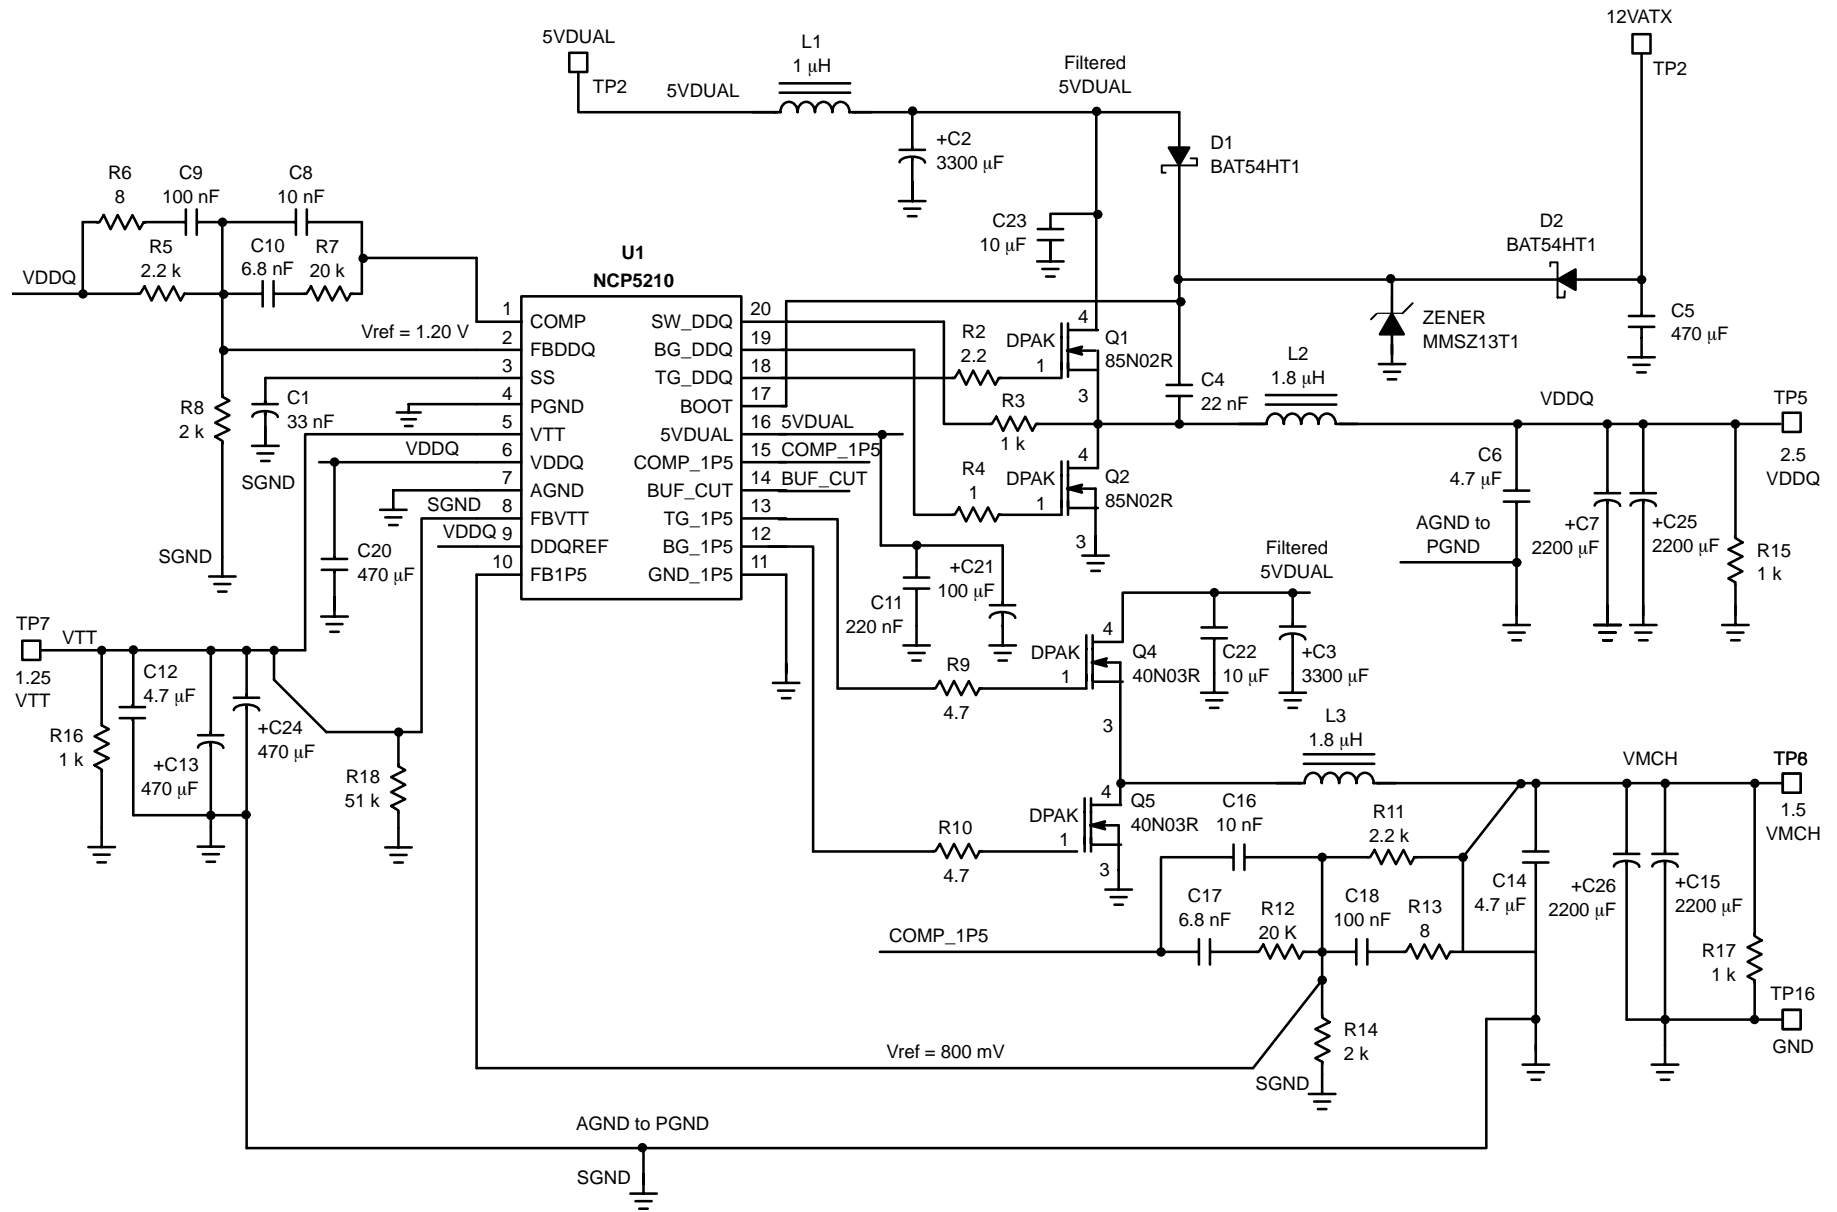 5VDUAL
TP2
5VDUAL
L1
1 μH
Filtered
5VDUAL
12VATX
TP2
+C2
3300 μF
D1
BAT54HT1
C23
10 μF
D2
BAT54HT1
ZENER
MMSZ13T1
C5
470 μF
R6
8
C9
100 nF
C8
10 nF
R5
2.2 k
C10
6.8 nF
R7
20 k
VDDQ
Vref = 1.20 V
R8
2 k
C1
33 nF
SGND
SGND
VDDQ
SGND
VDDQ
C20
470 μF
U1
NCP5210
1 COMP
2 FBDDQ
3 SS
4 PGND
5 VTT
6 VDDQ
7 AGND
8 FBVTT
9 DDQREF
10 FB1P5
SW_DDQ 20
BG_DDQ 19
TG_DDQ 18
BOOT 17
5VDUAL 16 5VDUAL
COMP_1P5 15 COMP_1P5
BUF_CUT 14 BUF_CUT
TG_1P5 13
BG_1P5 12
GND_1P5 11
R2
2.2
DPAK
4
1
3
Q1
85N02R
R3
1 k
R4
1
DPAK
4
1
3
Q2
85N02R
C4
22 nF
L2
1.8 μH
VDDQ
TP5
2.5
VDDQ
C6
4.7 μF
AGND to
PGND
+C7
2200 μF
+C25
2200 μF
R15
1 k
C11
220 nF
+C21
100 μF
Filtered
5VDUAL
DPAK
4
1
3
Q4
40N03R
C22
10 μF
+C3
3300 μF
R9
4.7
TP7
1.25
VTT
VTT
C12
4.7 μF
R16
1 k
+C13
470 μF
+C24
470 μF
R18
51 k
L3
1.8 μH
VMCH
TP6
1.5
VMCH
DPAK
4
1
3
Q5
40N03R
R10
4.7
C16
10 nF
R11
2.2 k
C17
6.8 nF
R12
20 K
C18
100 nF
R13
8
COMP_1P5
C14
4.7 μF
+C26
2200 μF
+C15
2200 μF
R17
1 k
TP16
GND
R14
2 k
SGND
Vref = 800 mV
AGND to PGND
SGND